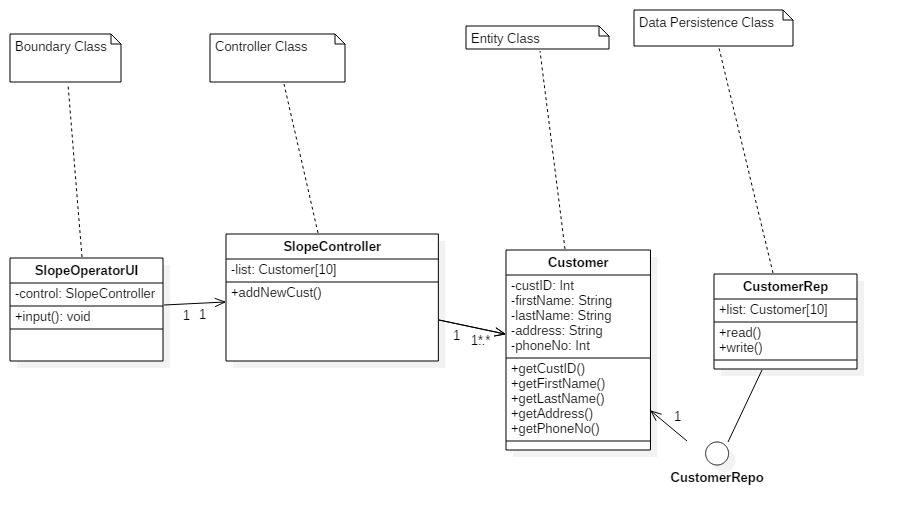 Boundary Class
Controller Class
Entity Class
Data Persistence Class
SlopeOperatorUI
-control: SlopeController
+input(): void
1 1
SlopeController
-list: Customer[10]
+addNewCust()
1
1..*
Customer
-custID: Int
-firstName: String
-lastName: String
-address: String
-phoneNo: Int
+getCustID()
+getFirstName()
+getLastName()
+getAddress()
+getPhoneNo()
CustomerRep
+list: Customer[10]
+read()
+write()
1
CustomerRepo